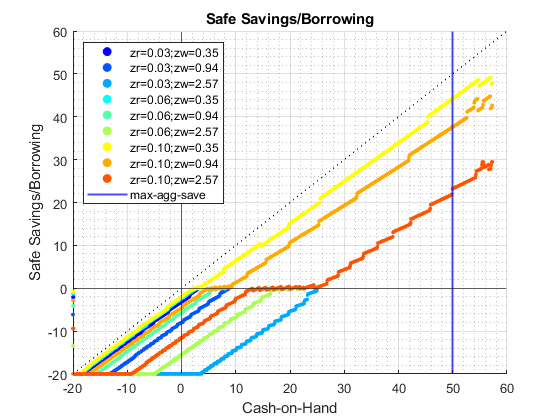 Safe Savings/Borrowing
60
50
40
30
20
10
0
-10
-20
Safe Savings/Borrowing
zr=0.03;zw=0.35
zr=0.03;zw=0.94
zr=0.03;zw=2.57
zr=0.06;zw=0.35
zr=0.06;zw=0.94
zr=0.06;zw=2.57
zr=0.10;zw=0.35
zr=0.10;zw=0.94
zr=0.10;zw=2.57
max-agg-save
-20 -10 0 10 20 30 40 50 60
Cash-on-Hand